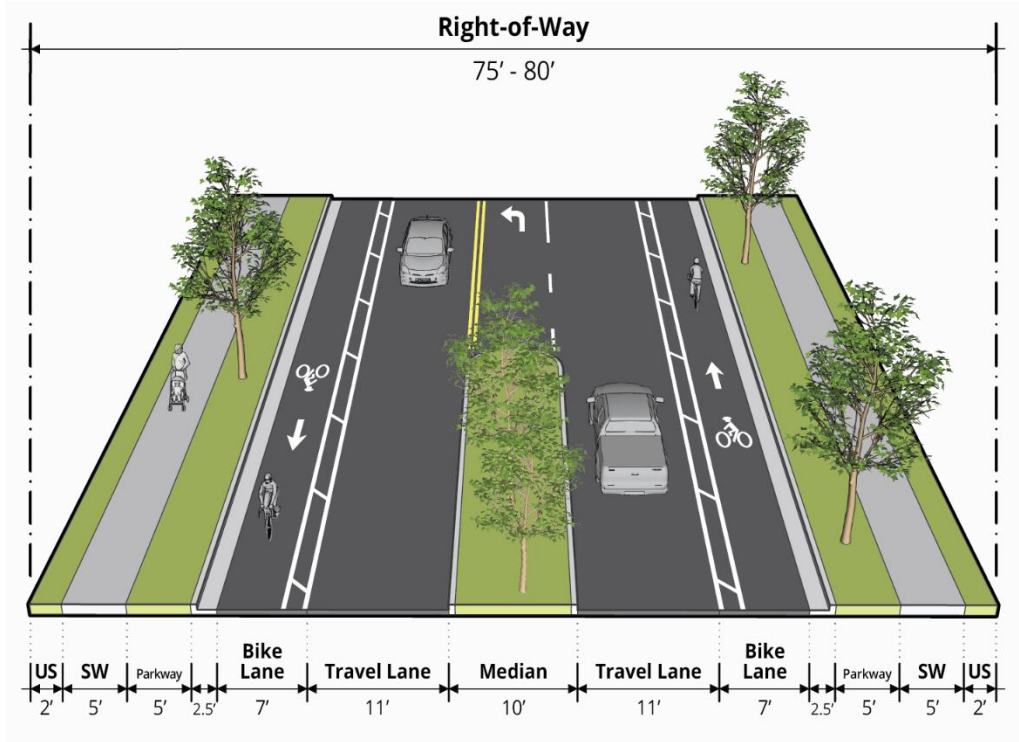 Right-of-Way
75’ - 80’
US SW Parkway Bike Lane Travel Lane Median Travel Lane Bike Lane Parkway SW US
2’ 5’ 5’ 2.5’ 7’ 11’ 10’ 11’ 7’ 2.5’ 5’ 5’ 2’